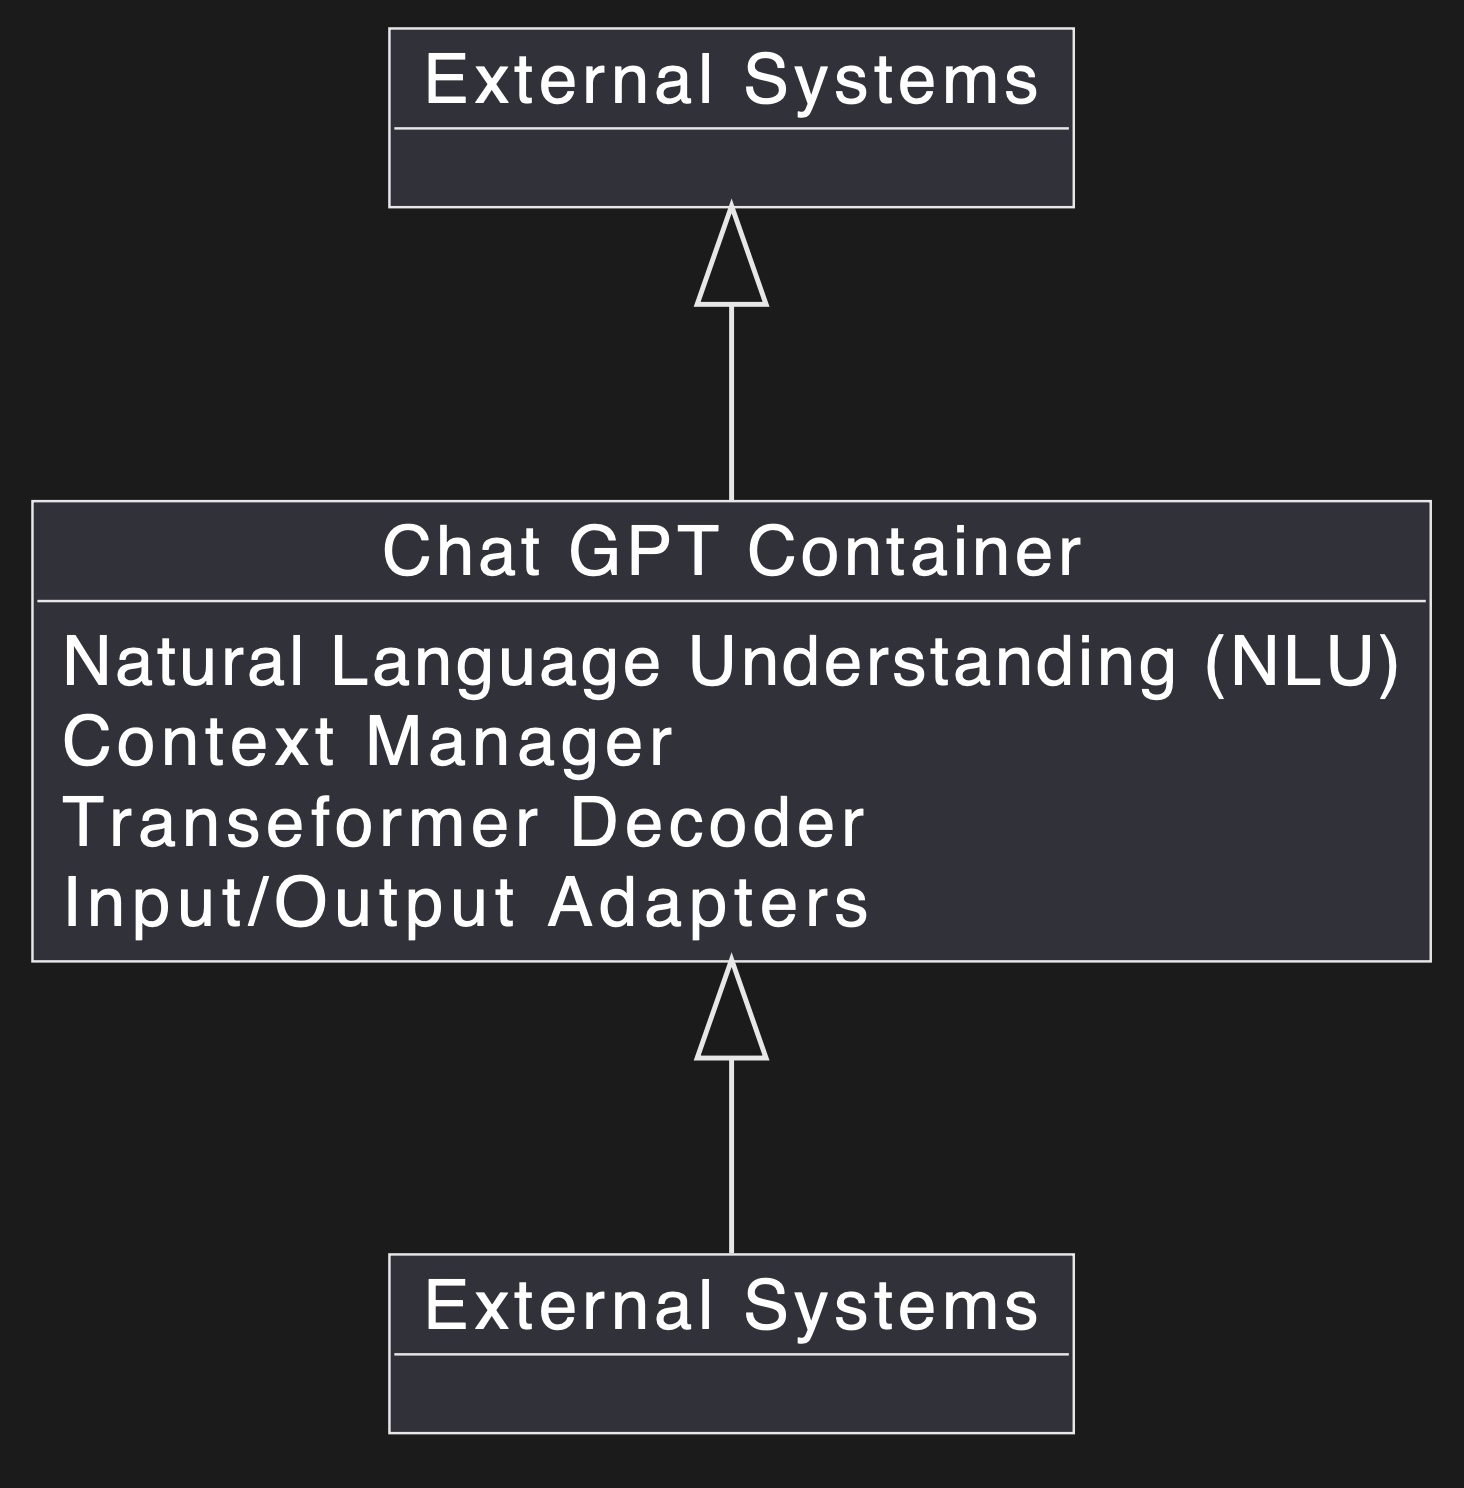 External Systems
Chat GPT Container
Natural Language Understanding (NLU)
Context Manager
Transeformer Decoder
Input/Output Adapters
External Systems